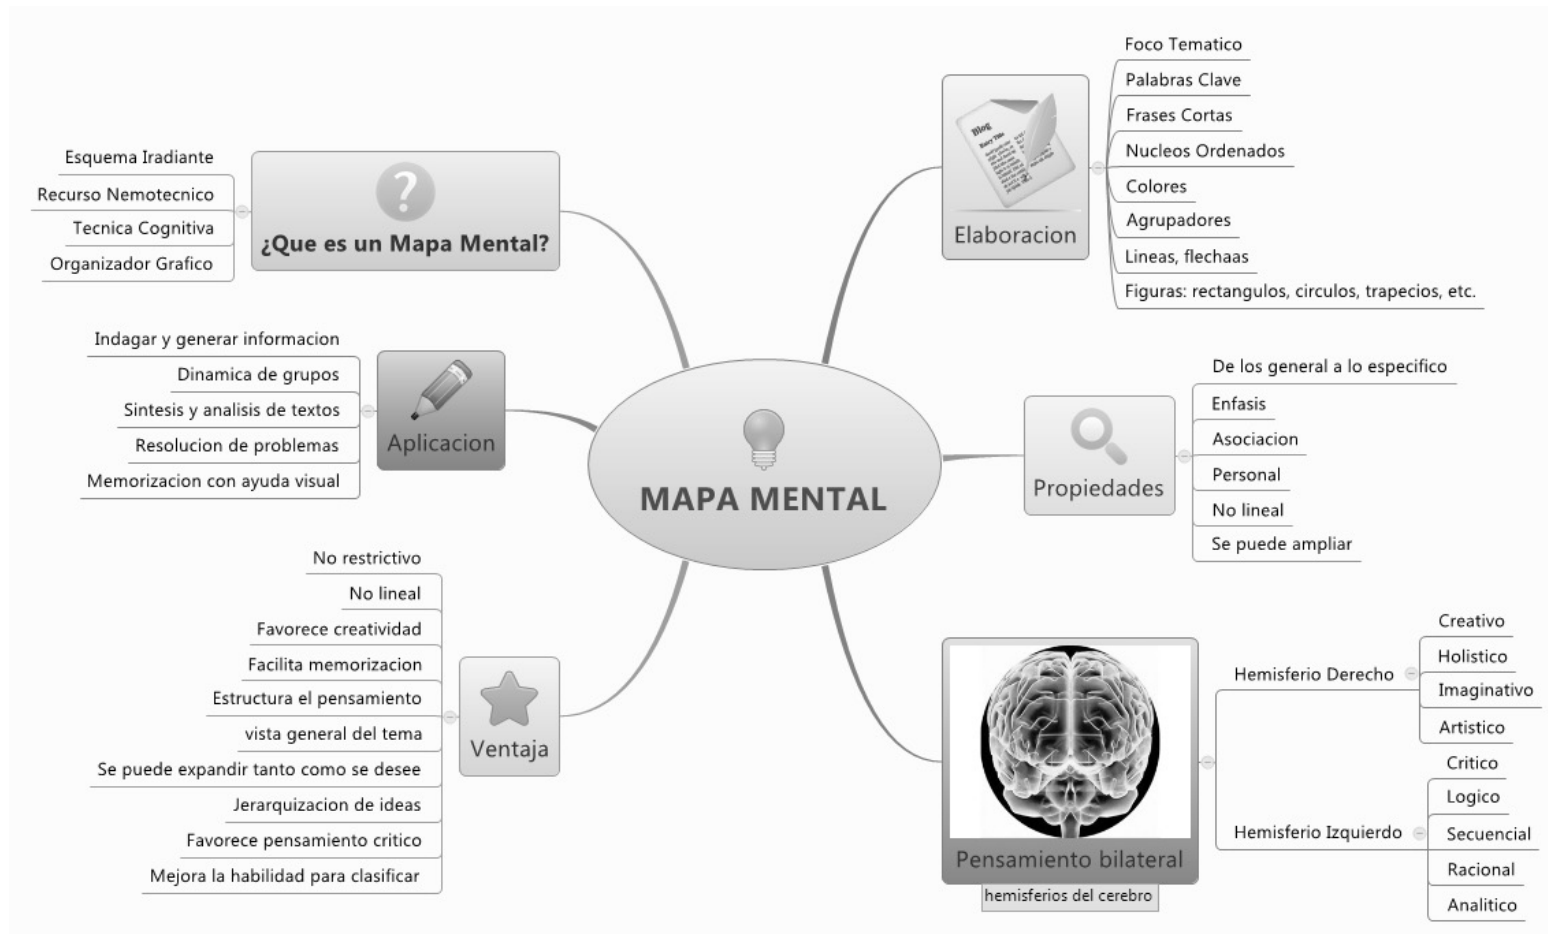 MAPA MENTAL
¿Que es un Mapa Mental?
Esquema Iradiante
Recurso Nemotecnico
Tecnica Cognitiva
Organizador Grafico
Aplicacion
Indagar y generar informacion
Dinamica de grupos
Sintesis y analisis de textos
Resolucion de problemas
Memorizacion con ayuda visual
Ventaja
No restrictivo
No lineal
Favorece creatividad
Facilita memorizacion
Estructura el pensamiento
vista general del tema
Se puede expandir tanto como se desee
Jerarquizacion de ideas
Favorece pensamiento critico
Mejora la habilidad para clasificar
Blog
Elaboracion
Foco Tematico
Palabras Clave
Frases Cortas
Nucleos Ordenados
Colores
Agrupadores
Lineas, flechaas
Figuras: rectangulos, circulos, trapecios, etc.
Propiedades
De los general a lo especifico
Enfasis
Asociacion
Personal
No lineal
Se puede ampliar
Pensamiento bilateral
hemisferios del cerebro
Hemisferio Derecho
Creativo
Holistico
Imaginativo
Artistico
Hemisferio Izquierdo
Critico
Logico
Secuencial
Racional
Analitico